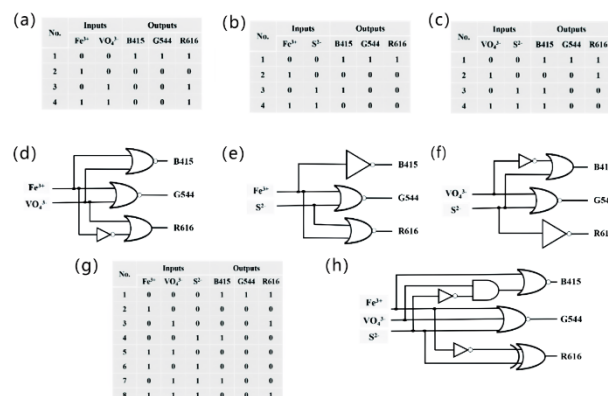 (a)
No. Inputs Outputs
Fe³⁺ VO₄³⁻ B415 G544 R616
1 0 0 1 1 1
2 1 0 0 0 0
3 0 1 0 0 1
4 1 1 0 0 1
(b)
No. Inputs Outputs
Fe³⁺ S²⁻ B415 G544 R616
1 0 0 1 1 1
2 1 0 0 0 0
3 0 1 1 0 0
4 1 1 0 0 0
(c)
No. Inputs Outputs
VO₄³⁻ S²⁻ B415 G544 R616
1 0 0 1 1 1
2 1 0 0 0 1
3 0 1 1 0 0
4 1 1 1 0 0
(d)
Fe³⁺
VO₄³⁻
B415
G544
R616
(e)
Fe³⁺
S²⁻
B415
G544
R616
(f)
VO₄³⁻
S²⁻
B41
G54
R61
(g)
No. Inputs Outputs
Fe³⁺ VO₄³⁻ S²⁻ B415 G544 R616
1 0 0 0 1 1 1
2 1 0 0 0 0 0
3 0 1 0 0 0 1
4 0 0 1 1 0 0
5 1 1 0 0 0 0
6 1 0 1 0 0 0
7 0 1 1 1 0 0
8 1 1 1 0 0 1
(h)
Fe³⁺
VO₄³⁻
S²⁻
B415
G544
R616